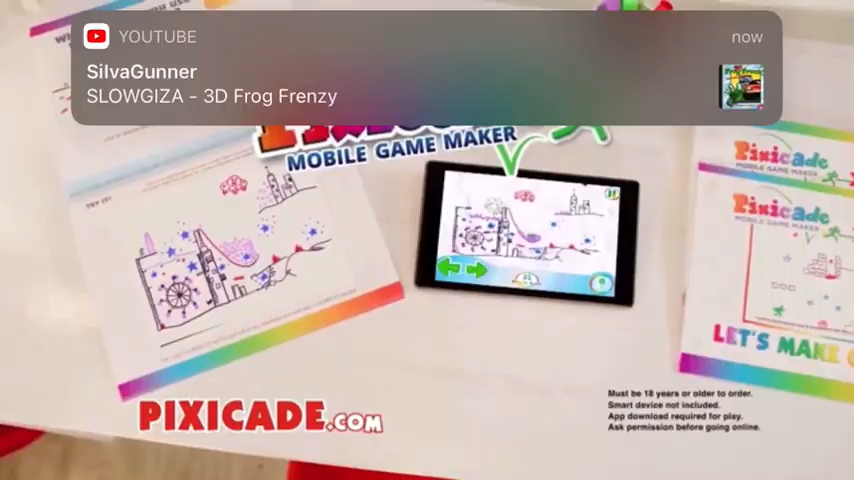 YOUTUBE
now
SilvaGunner
SLOWGIZA - 3D Frog Frenzy
MOBILE GAME MAKER
TRY IT!
Pixicade
MOBILE GAME MAKER
Pixicade
MOBILE GAME MAKER
LET'S MAKE
PIXICADE.COM
Must be 18 years or older to order.
Smart device not included.
App download required for play.
Ask permission before going online.